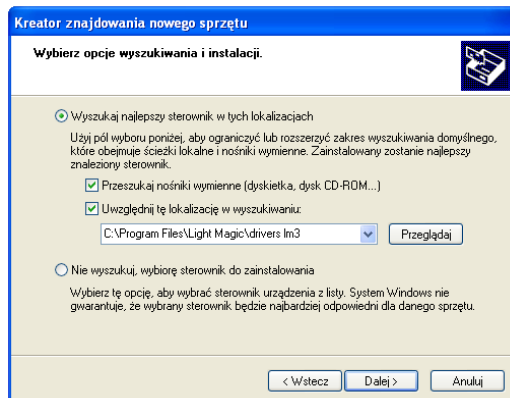 Kreator znajdowania nowego sprzętu
Wybierz opcje wyszukiwania i instalacji.
Wyszukaj najlepszy sterownik w tych lokalizacjach
Użyj pól wyboru poniżej, aby ograniczyć lub rozszerzyć zakres wyszukiwania domyślnego,
które obejmuje ścieżki lokalne i nośniki wymienne. Zainstalowany zostanie najlepszy
znaleziony sterownik.
Przeszukaj nośniki wymienne (dyskietka, dysk CD-ROM...)
Uwzględnij tę lokalizację w wyszukiwaniu:
C:\Program Files\Light Magic\drivers lm3
Przeglądaj
Nie wyszukuj, wybiorę sterownik do zainstalowania
Wybierz tę opcję, aby wybrać sterownik urządzenia z listy. System Windows nie
gwarantuje, że wybrany sterownik będzie najbardziej odpowiedni dla danego sprzętu.
< Wstecz
Dalej >
Anuluj